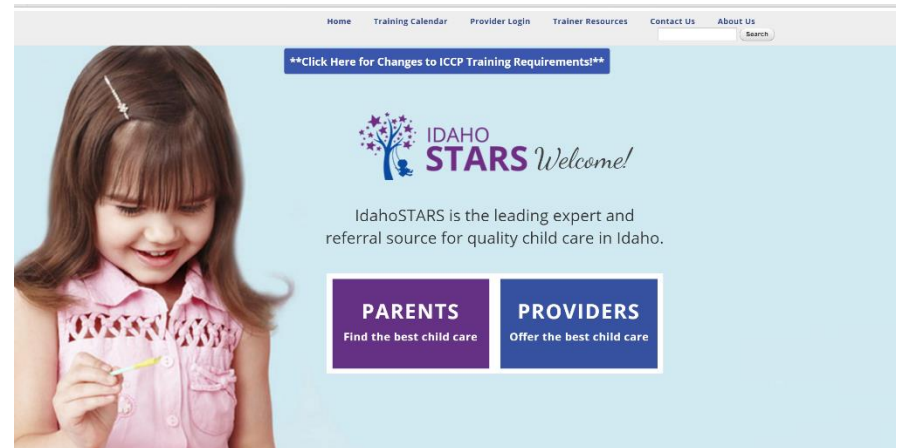 Home Training Calendar Provider Login Trainer Resources Contact Us About Us
Search
**Click Here for Changes to ICCP Training Requirements!**
IDAHO
STARS Welcome!
IdahoSTARS is the leading expert and
referral source for quality child care in Idaho.
PARENTS
Find the best child care
PROVIDERS
Offer the best child care